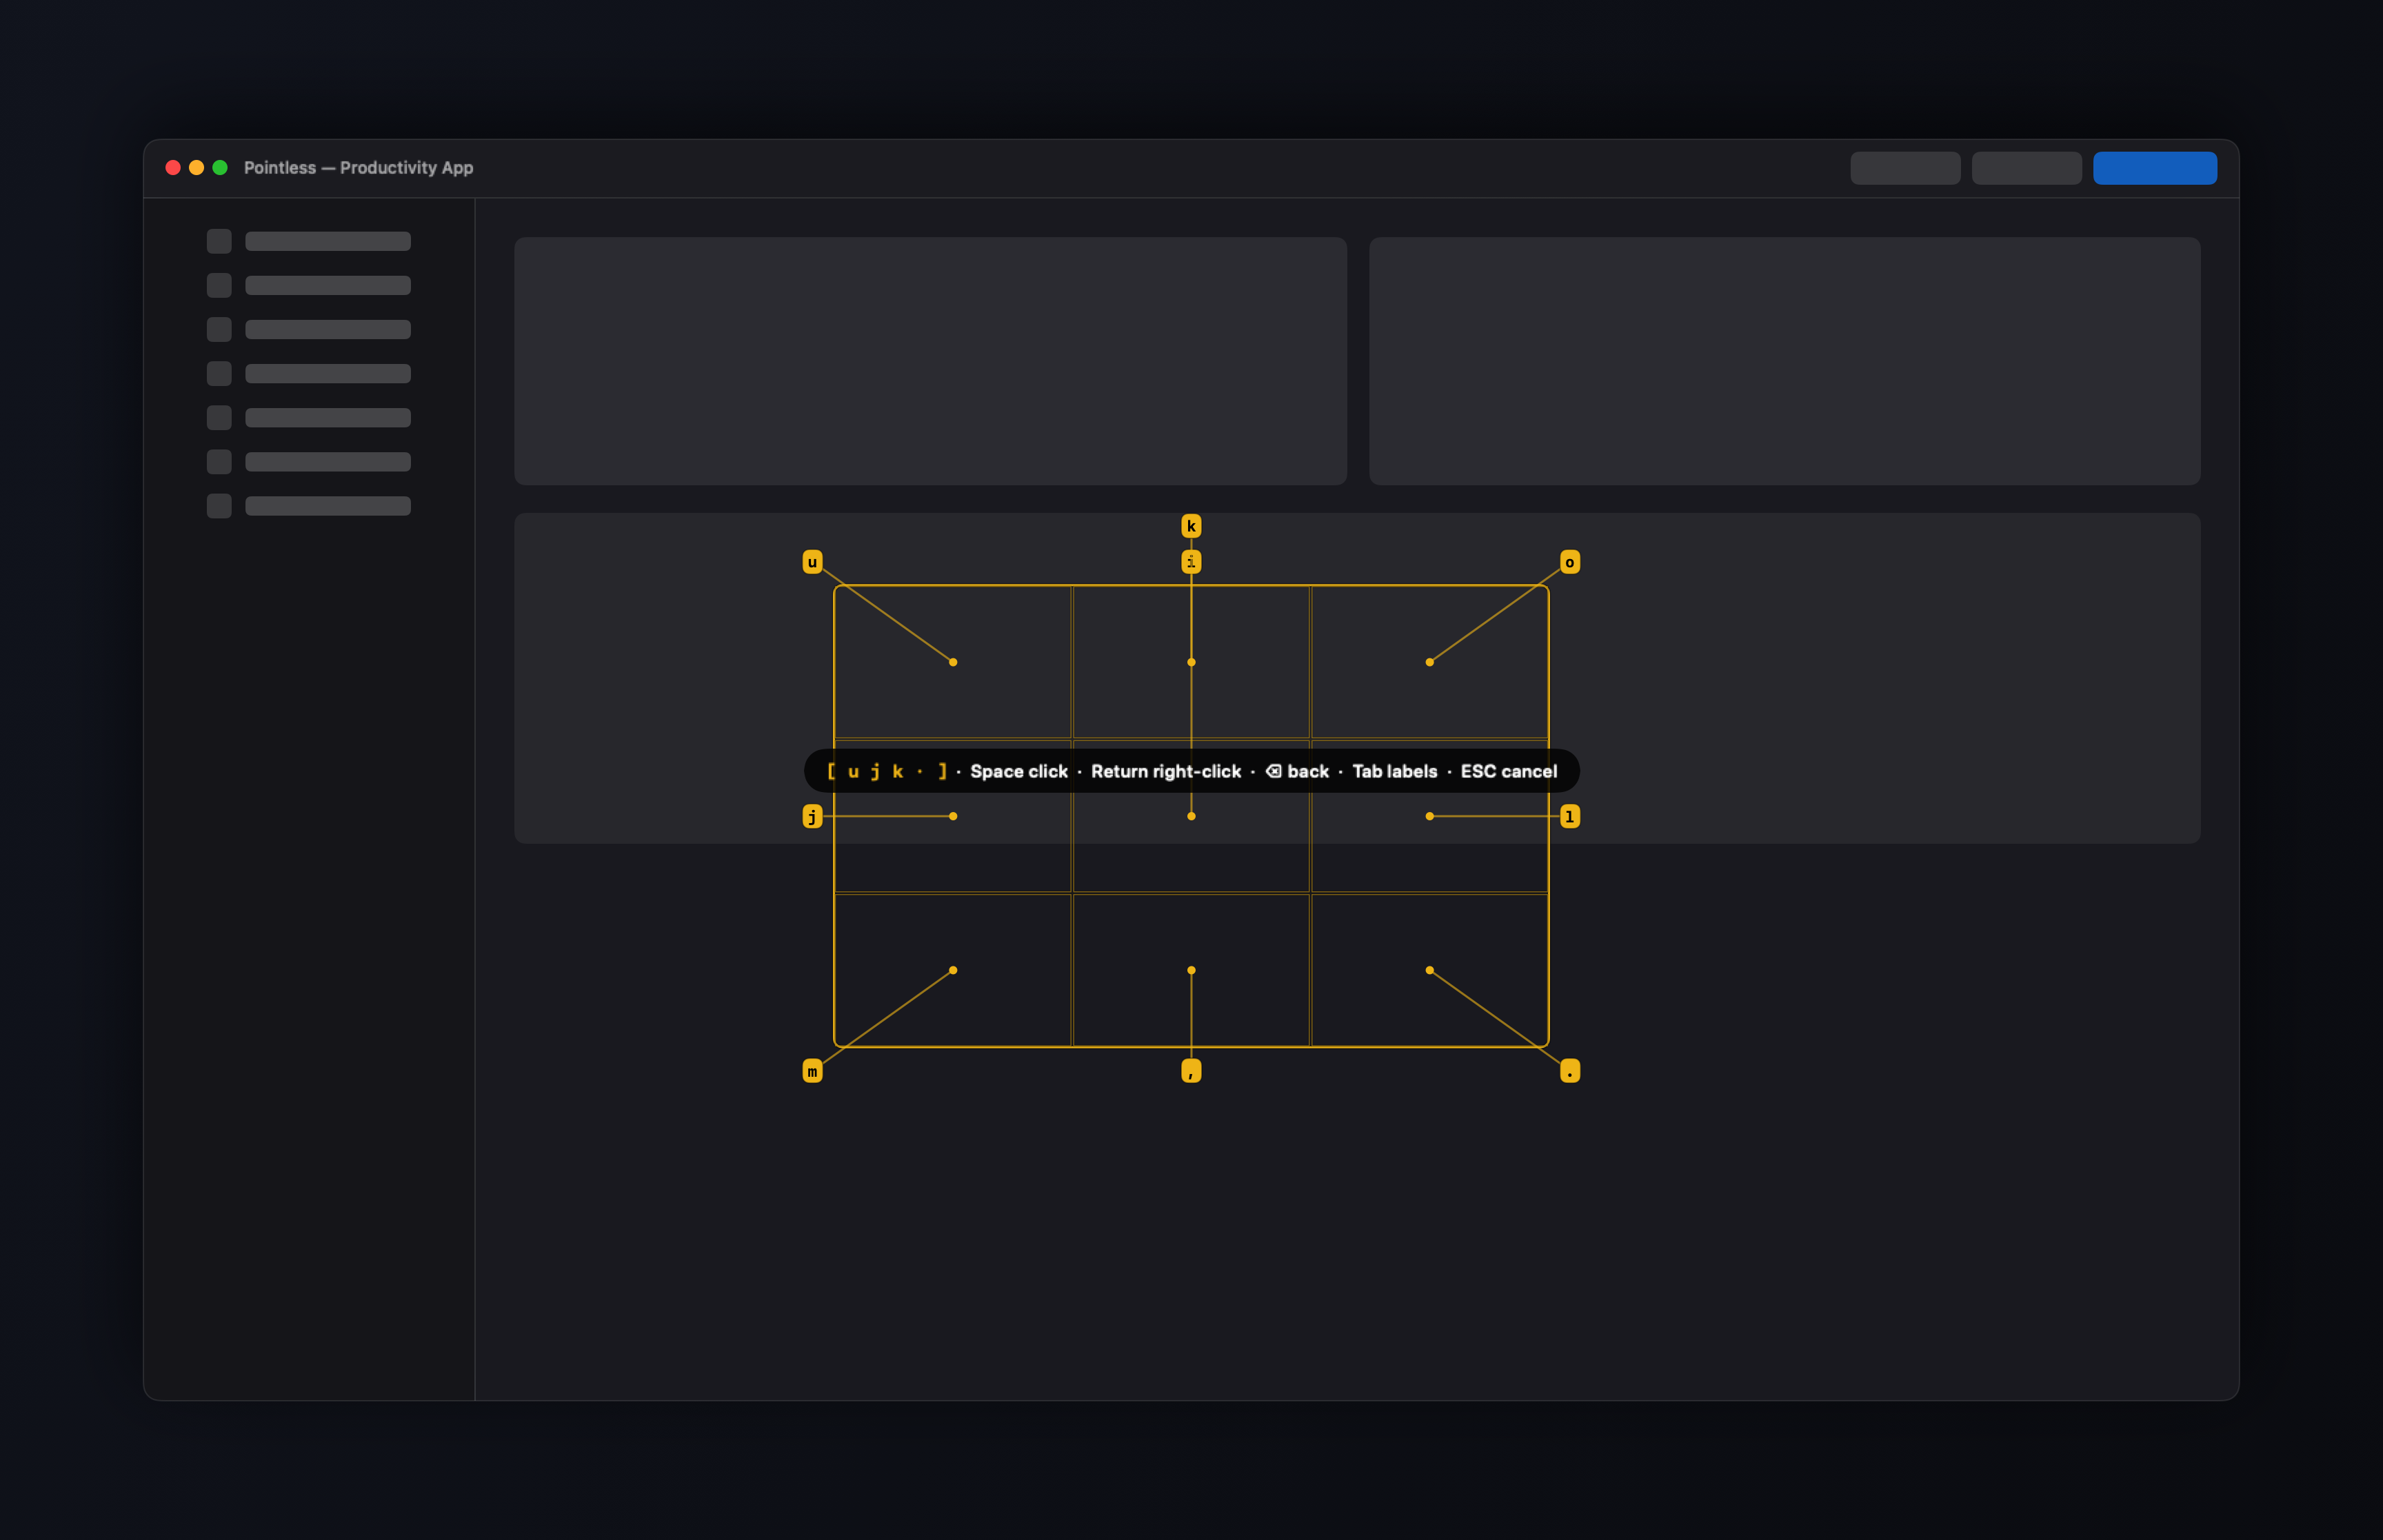 Pointless — Productivity App
k
u i o
[ u j k · ] · Space click · Return right-click · ⌫ back · Tab labels · ESC cancel
j l
m , .